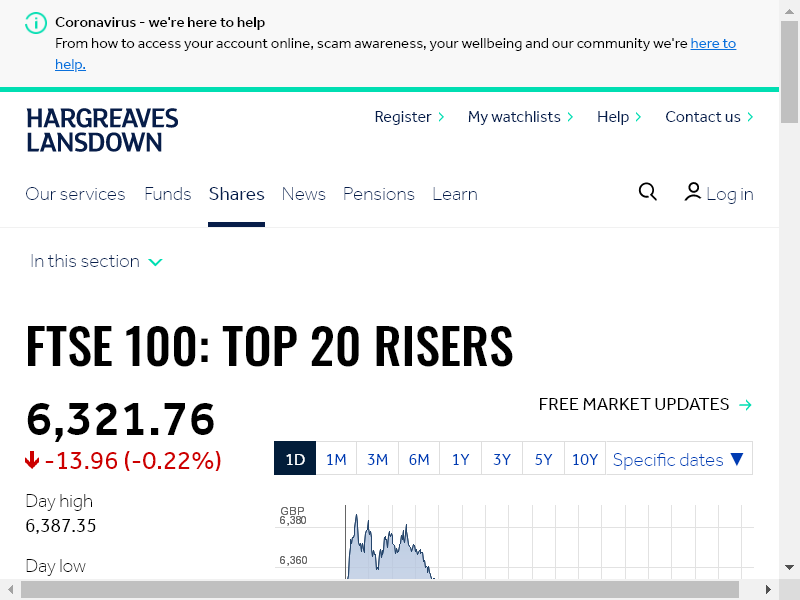 Coronavirus - we're here to help
From how to access your account online, scam awareness, your wellbeing and our community we're here to
help.
HARGREAVES
LANSDOWN
Register
My watchlists
Help
Contact us
Our services
Funds
Shares
News
Pensions
Learn
Log in
In this section
FTSE 100: TOP 20 RISERS
6,321.76
-13.96 (-0.22%)
FREE MARKET UPDATES
1D
1M
3M
6M
1Y
3Y
5Y
10Y
Specific dates
Day high
6,387.35
Day low
GBP
6,380
6,360